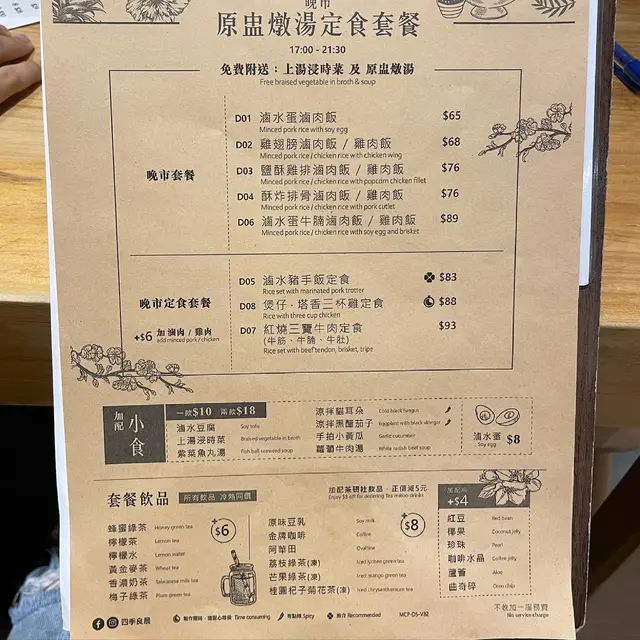 晚市
原盅燉湯定食套餐
17:00 - 21:30
免費附送：上湯浸時菜 及 原盅燉湯
Free braised vegetable in broth & soup
晚市套餐
D01 滷水蛋滷肉飯 $65
Minced pork rice with soy egg
D02 雞翅膀滷肉飯 / 雞肉飯 $68
Minced pork rice / chicken rice with chicken wing
D03 鹽酥雞排滷肉飯 / 雞肉飯 $76
Minced pork rice / chicken rice with popcorn chicken fillet
D04 酥炸排骨滷肉飯 / 雞肉飯 $76
Minced pork rice / chicken rice with pork cutlet
D06 滷水蛋牛腩滷肉飯 / 雞肉飯 $89
Minced pork rice / chicken rice with soy egg and brisket
晚市定食套餐
+$6 加 滷肉 / 雞肉
add minced pork / chicken
D05 滷水豬手飯定食 $83
Rice set with marinated pork trotter
D08 煲仔 · 塔香三杯雞定食 $88
Rice with three cup chicken
D07 紅燒三寶牛肉定食 $93
(牛筋 · 牛腩 · 牛肚)
Rice set with beef tendon, brisket, tripe
加配 小食
一款$10 兩款$18
滷水豆腐 Soy tofu
上湯浸時菜 Braised vegetable in broth
紫菜魚丸湯 Fish ball seaweed soup
涼拌貓耳朵 Cold black fungus
涼拌黑醋茄子 Eggplant with black vinegar
手拍小黃瓜 Garlic cucumber
蘿蔔牛肉湯 White radish beef soup
滷水蛋 $8
Soy egg
套餐飲品 所有飲品 冷熱同價
加配茶研社飲品，正價減5元
Enjoy $5 off for ordering Tea mixoo drinks
+$6
蜂蜜綠茶 Honey green tea
檸檬茶 Lemon tea
檸檬水 Lemon water
黃金麥茶 Wheat tea
香濃奶茶 Taiwanese milk tea
梅子綠茶 Plum green tea
+$8
原味豆乳 Soy milk
金牌咖啡 Coffee
阿華田 Ovaltine
荔枝綠茶(凍) Iced lychee green tea
芒果綠茶(凍) Iced mango green tea
桂圓杞子菊花茶(凍) Iced chrysanthemum tea
加配料
+$4
紅豆 Red bean
椰果 Coconut jelly
珍珠 Pearl
咖啡水晶 Coffee jelly
蘆薈 Aloe
曲奇碎 Oreo chip
四季良晨
製作需時，請耐心等候 Time consuming
有點辣 Spicy
推介 Recommended
MCP-DS-V32
不收加一服務費
No service charge